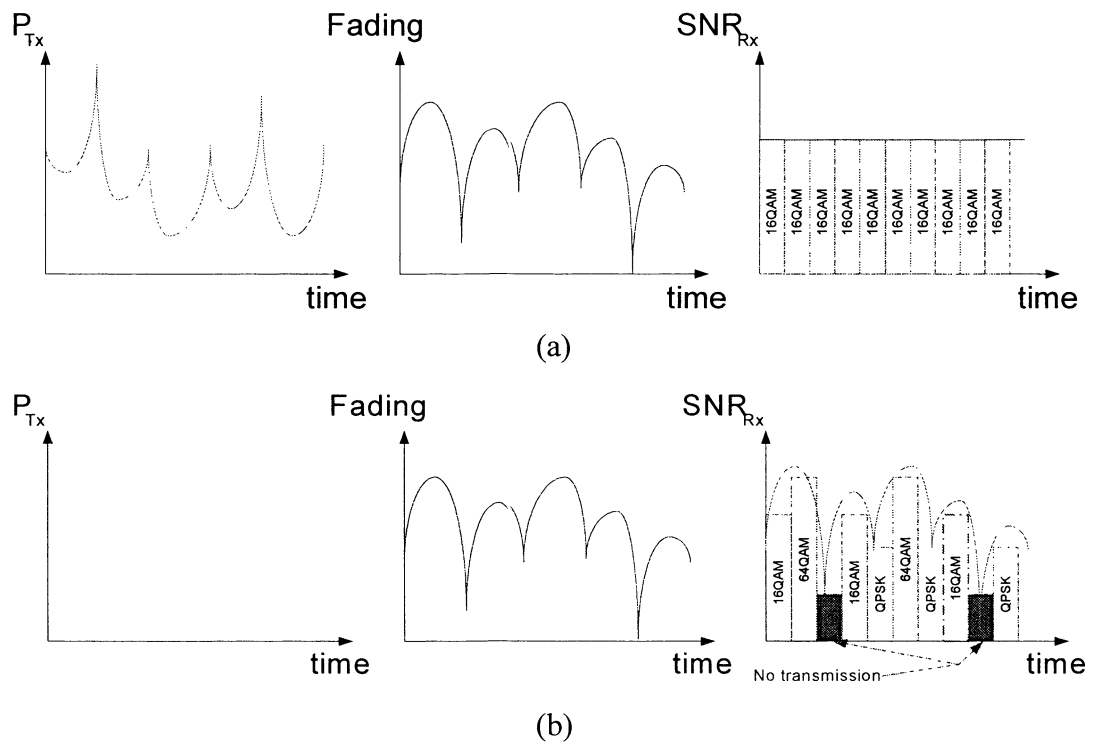 P_Tx
Fading
SNR_Rx
16QAM
16QAM
16QAM
16QAM
16QAM
16QAM
16QAM
16QAM
16QAM
16QAM
time
time
time
(a)
P_Tx
Fading
SNR_Rx
16QAM
64QAM
16QAM
QPSK
64QAM
QPSK
16QAM
QPSK
time
time
time
No transmission
(b)